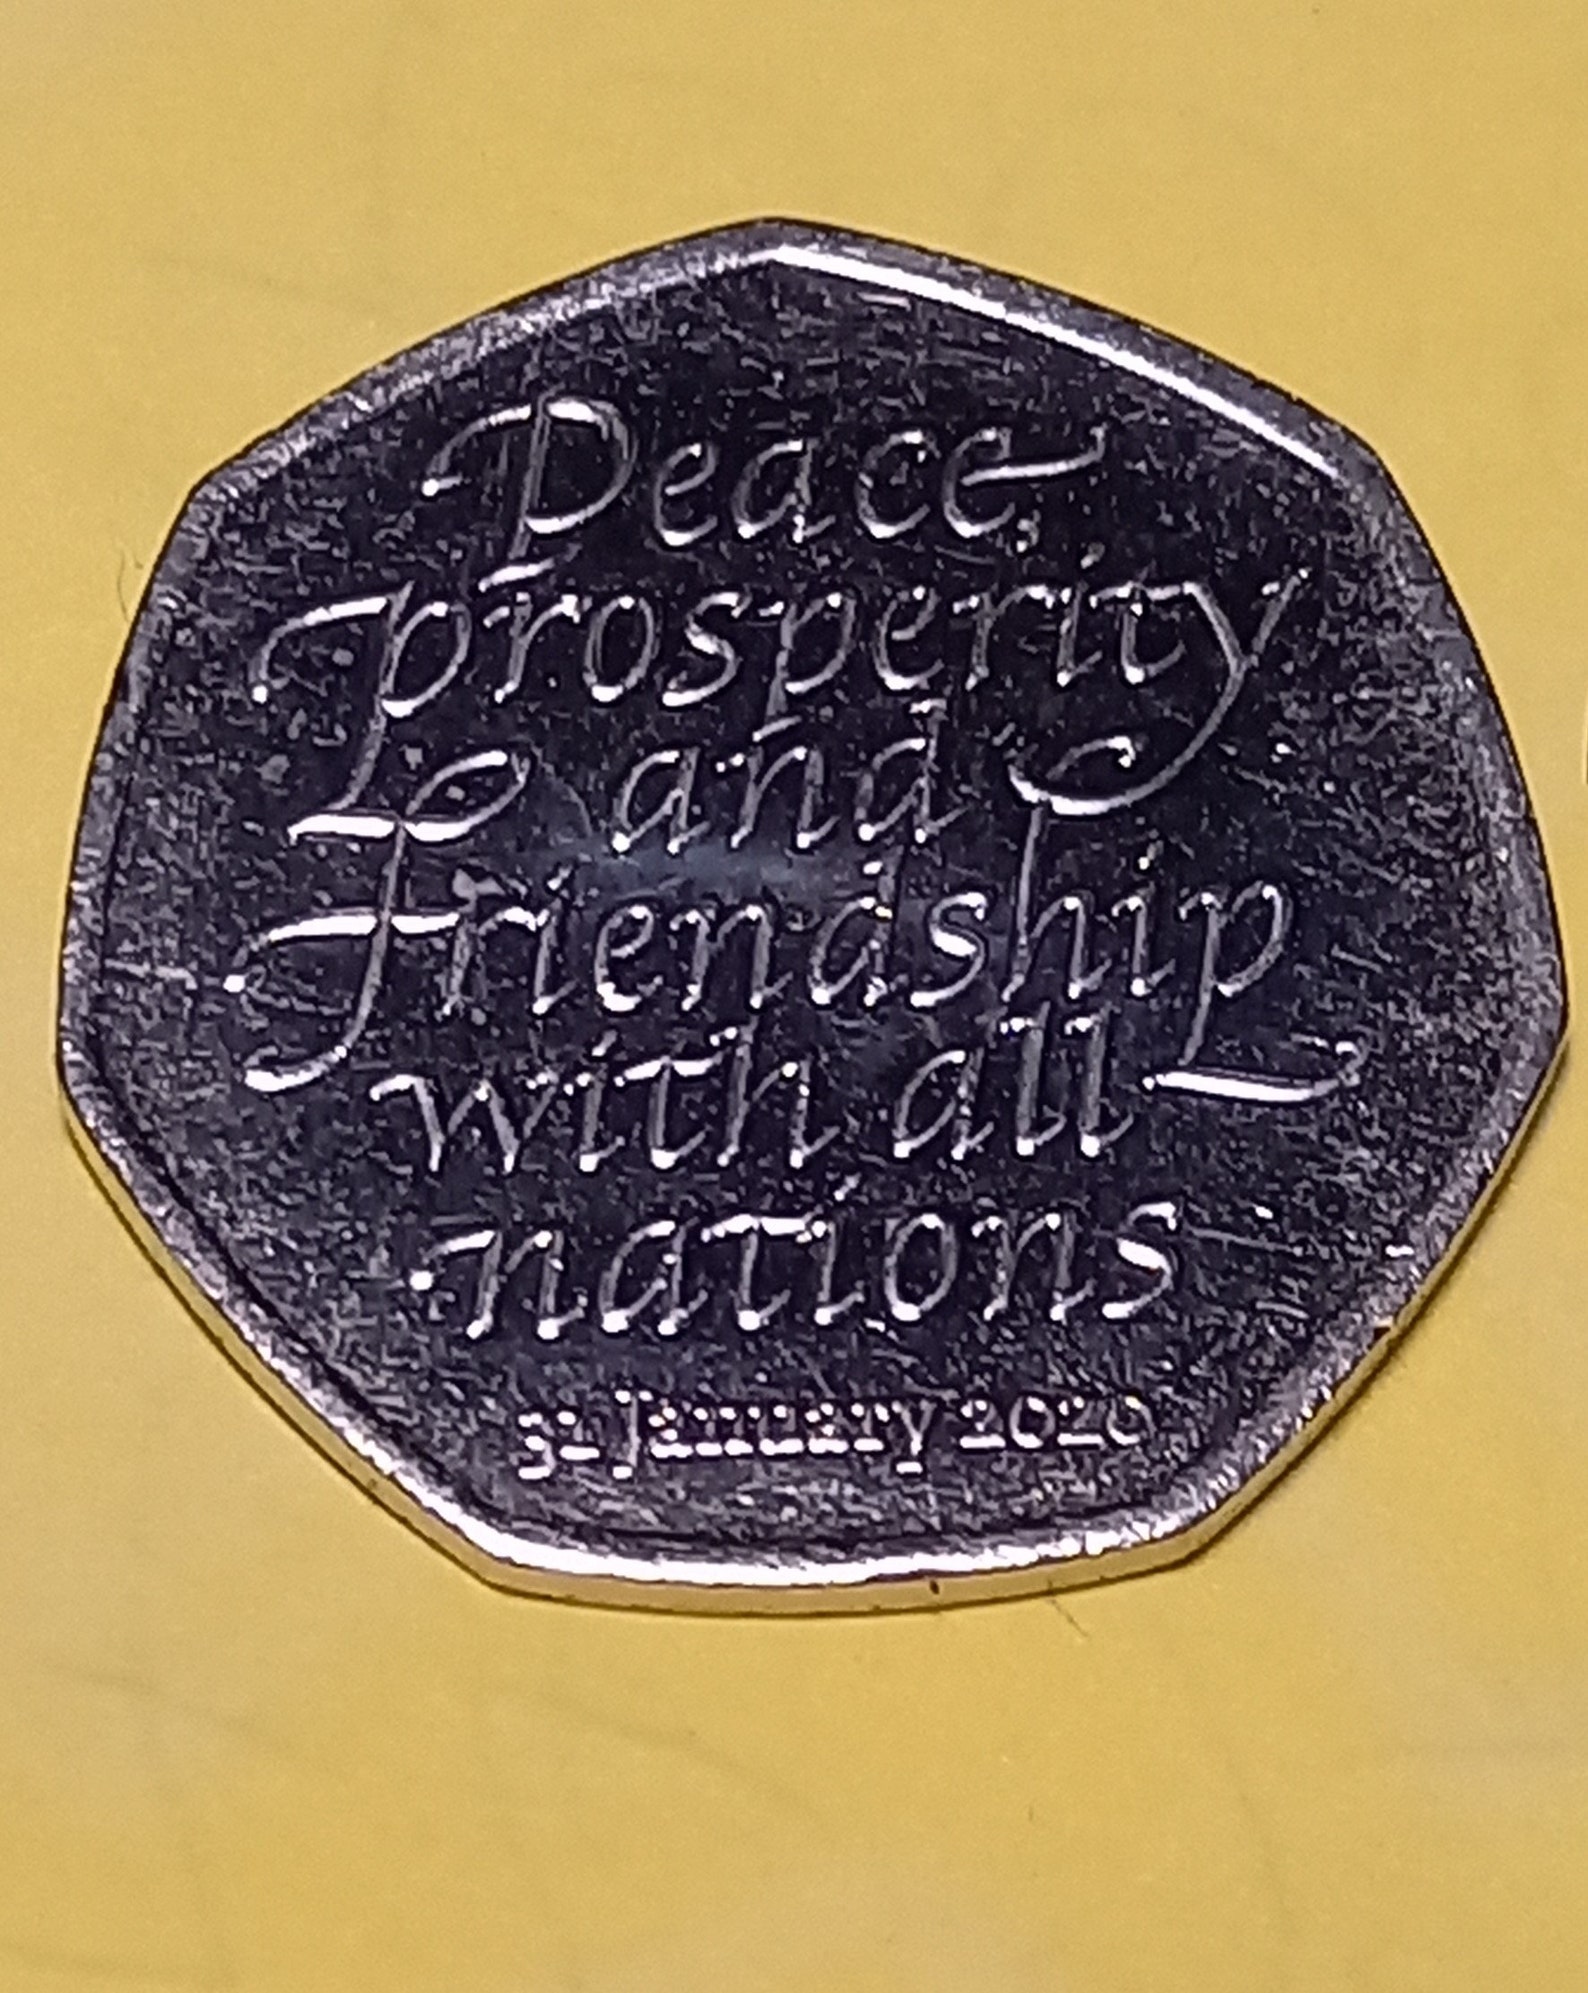 Peace,
prosperity
and
friendship
with all
nations
31 January 2020